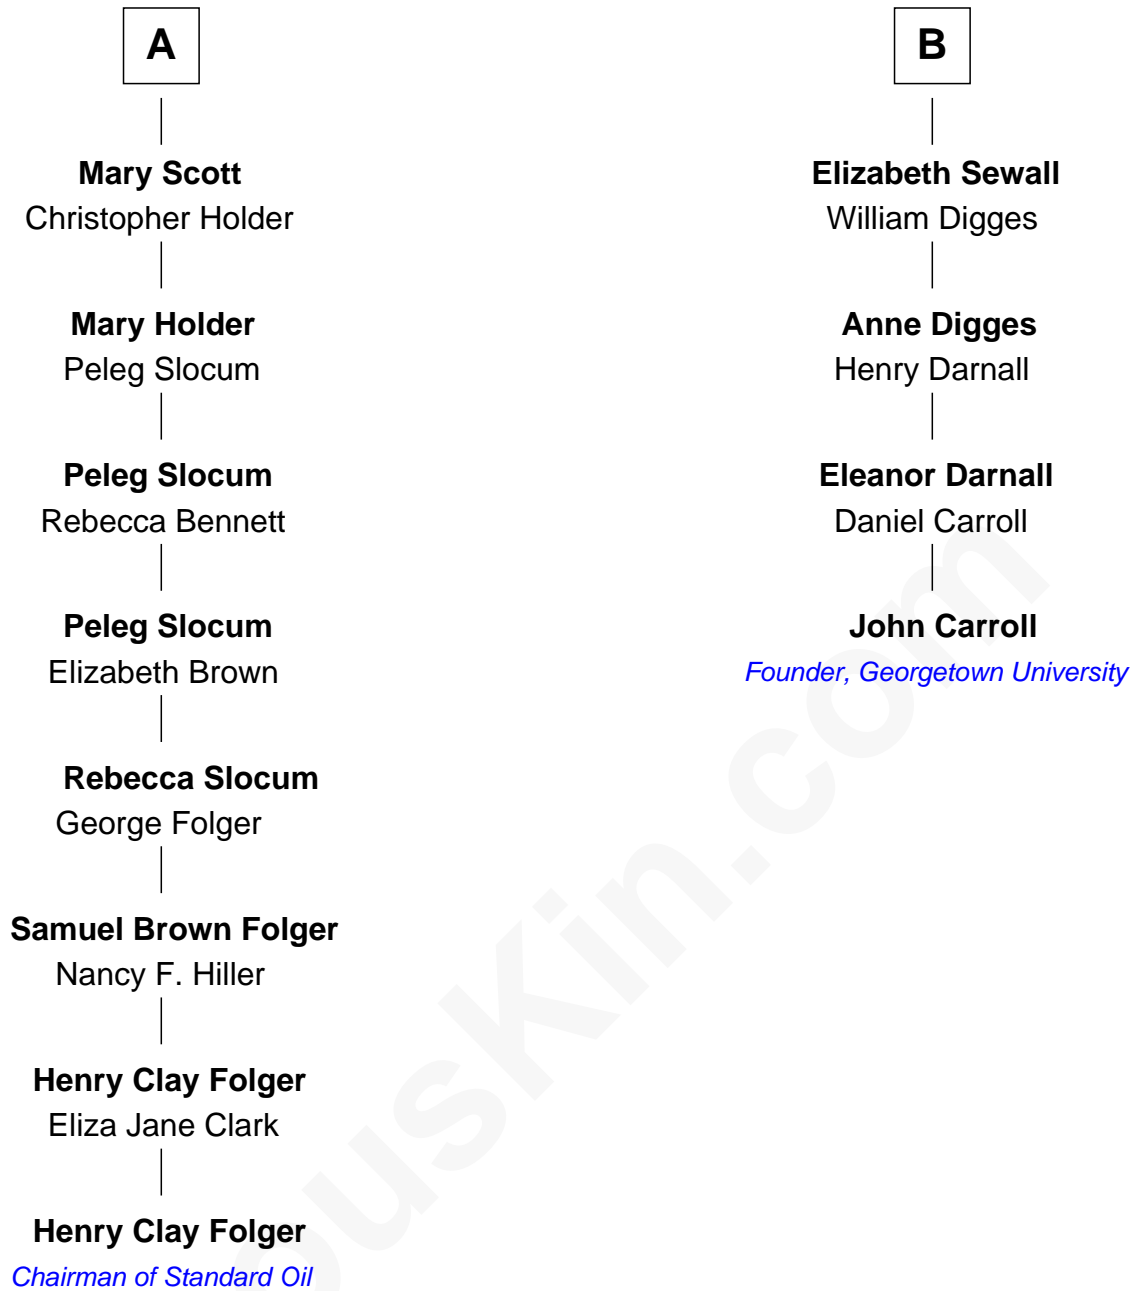 A
Mary Scott
Christopher Holder
Mary Holder
Peleg Slocum
Peleg Slocum
Rebecca Bennett
Peleg Slocum
Elizabeth Brown
Rebecca Slocum
George Folger
Samuel Brown Folger
Nancy F. Hiller
Henry Clay Folger
Eliza Jane Clark
Henry Clay Folger
Chairman of Standard Oil
B
Elizabeth Sewall
William Digges
Anne Digges
Henry Darnall
Eleanor Darnall
Daniel Carroll
John Carroll
Founder, Georgetown University
ousKin.com